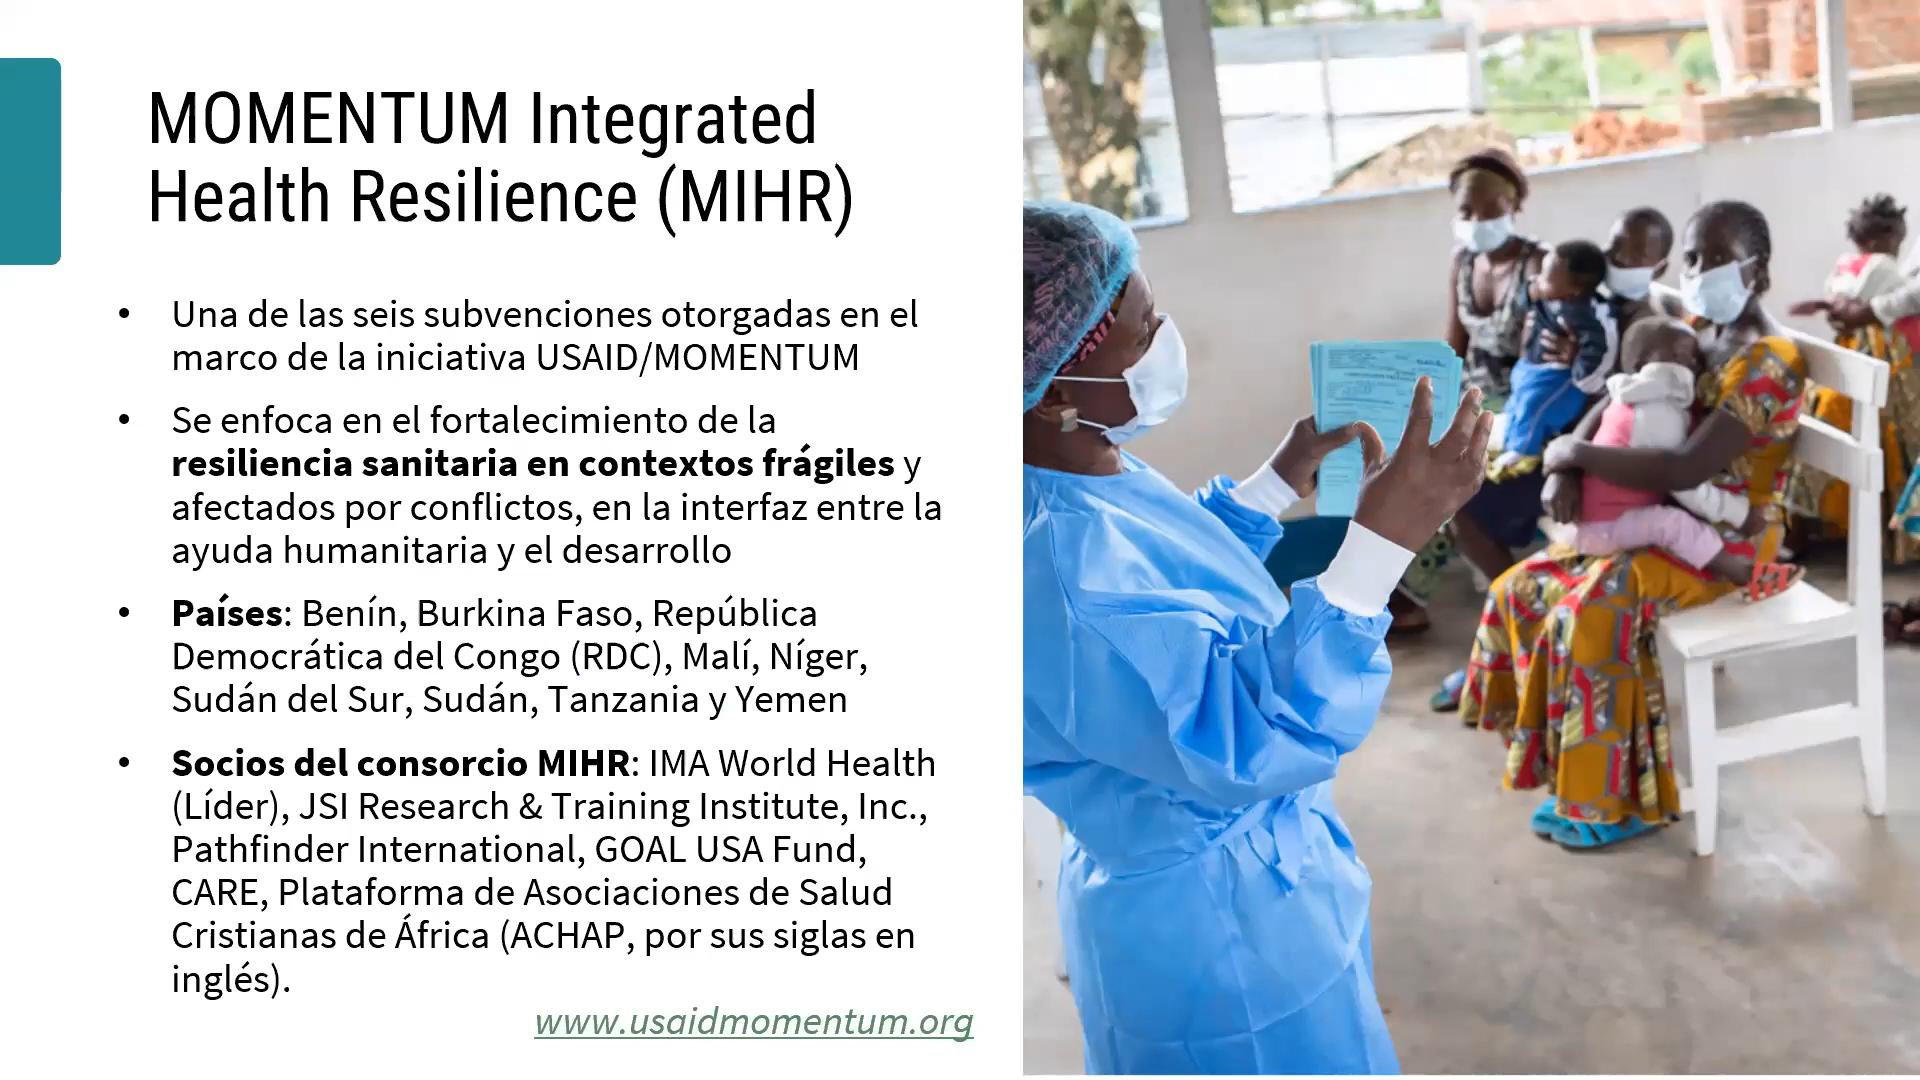 MOMENTUM Integrated
Health Resilience (MIHR)
• Una de las seis subvenciones otorgadas en el
marco de la iniciativa USAID/MOMENTUM
• Se enfoca en el fortalecimiento de la
resiliencia sanitaria en contextos frágiles y
afectados por conflictos, en la interfaz entre la
ayuda humanitaria y el desarrollo
• Países: Benín, Burkina Faso, República
Democrática del Congo (RDC), Malí, Níger,
Sudán del Sur, Sudán, Tanzania y Yemen
• Socios del consorcio MIHR: IMA World Health
(Líder), JSI Research & Training Institute, Inc.,
Pathfinder International, GOAL USA Fund,
CARE, Plataforma de Asociaciones de Salud
Cristianas de África (ACHAP, por sus siglas en
inglés).
www.usaidmomentum.org